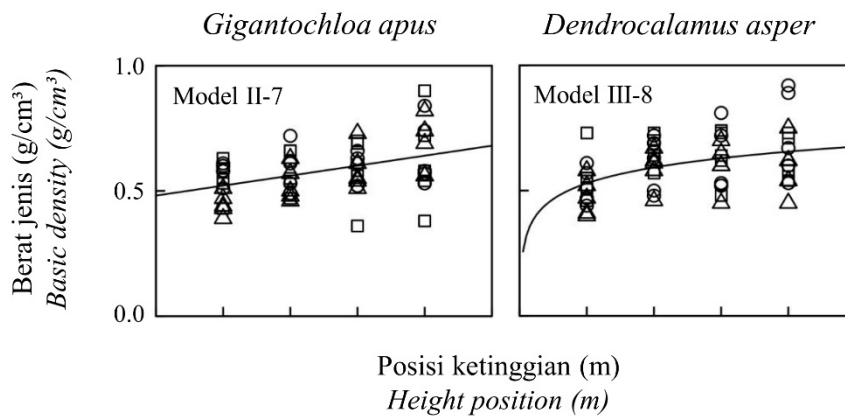 Gigantochloa apus
Dendrocalamus asper
Berat jenis (g/cm³)
Basic density (g/cm³)
1.0
0.5
0.0
Model II-7
Model III-8
Posisi ketinggian (m)
Height position (m)